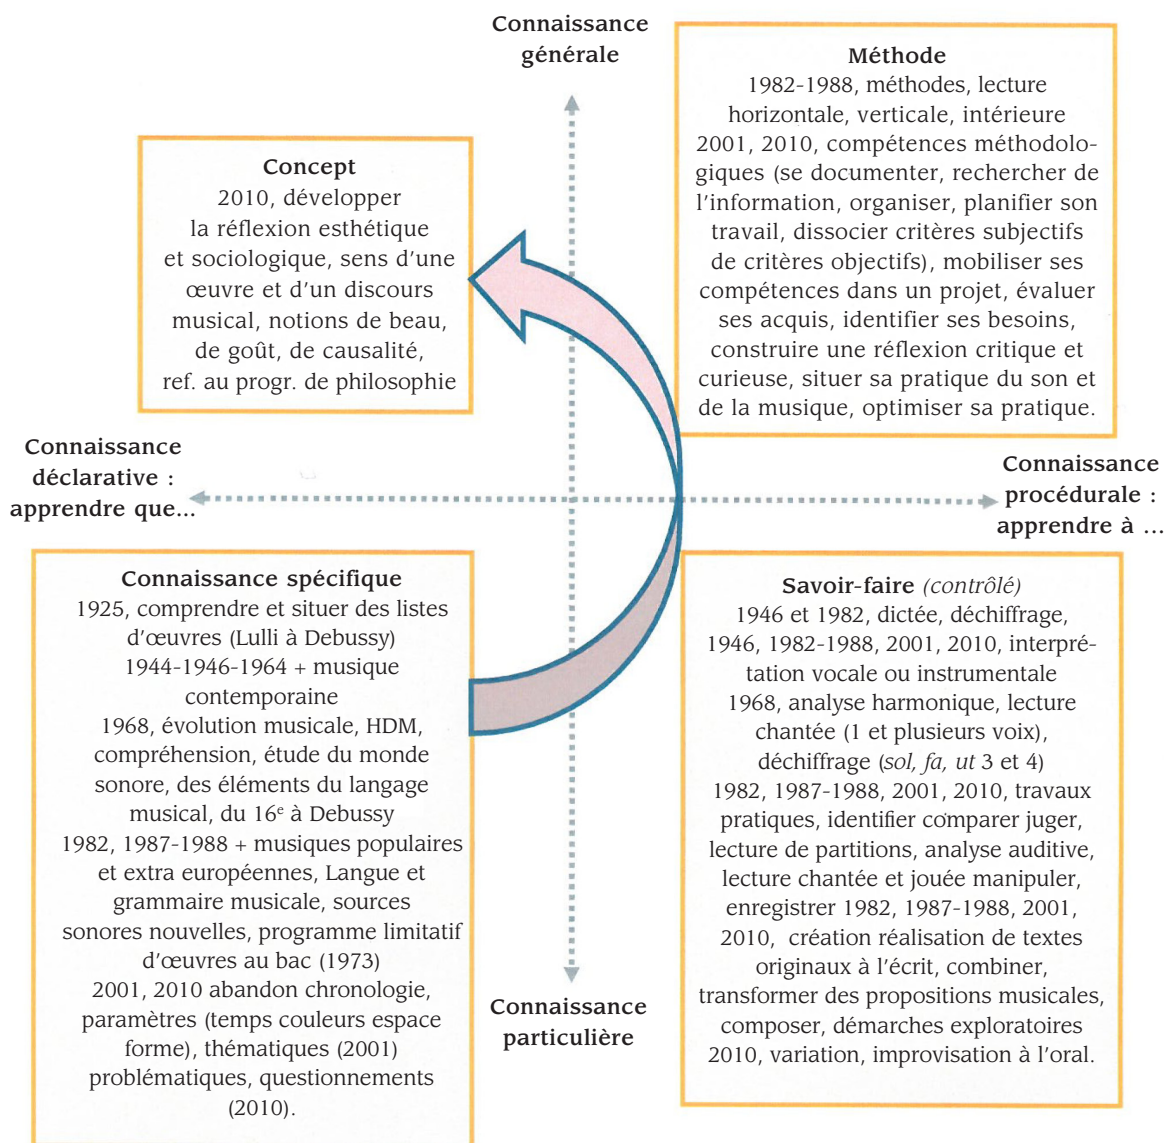 Connaissance
générale
Concept
2010, développer
la réflexion esthétique
et sociologique, sens d'une
œuvre et d'un discours
musical, notions de beau,
de goût, de causalité,
ref. au progr. de philosophie
Méthode
1982-1988, méthodes, lecture
horizontale, verticale, intérieure
2001, 2010, compétences méthodolo-
giques (se documenter, rechercher de
l'information, organiser, planifier son
travail, dissocier critères subjectifs
de critères objectifs), mobiliser ses
compétences dans un projet, évaluer
ses acquis, identifier ses besoins,
construire une réflexion critique et
curieuse, situer sa pratique du son et
de la musique, optimiser sa pratique.
Connaissance
déclarative :
apprendre que...
Connaissance
procédurale :
apprendre à ...
Connaissance spécifique
1925, comprendre et situer des listes
d'œuvres (Lulli à Debussy)
1944-1946-1964 + musique
contemporaine
1968, évolution musicale, HDM,
compréhension, étude du monde
sonore, des éléments du langage
musical, du 16e à Debussy
1982, 1987-1988 + musiques populaires
et extra européennes, Langue et
grammaire musicale, sources
sonores nouvelles, programme limitatif
d'œuvres au bac (1973)
2001, 2010 abandon chronologie,
paramètres (temps couleurs espace
forme), thématiques (2001)
problématiques, questionnements
(2010).
Savoir-faire (contrôlé)
1946 et 1982, dictée, déchiffrage,
1946, 1982-1988, 2001, 2010, interpré-
tation vocale ou instrumentale
1968, analyse harmonique, lecture
chantée (1 et plusieurs voix),
déchiffrage (sol, fa, ut 3 et 4)
1982, 1987-1988, 2001, 2010, travaux
pratiques, identifier comparer juger,
lecture de partitions, analyse auditive,
lecture chantée et jouée manipuler,
enregistrer 1982, 1987-1988, 2001,
2010, création réalisation de textes
originaux à l'écrit, combiner,
transformer des propositions musicales,
composer, démarches exploratoires
2010, variation, improvisation à l'oral.
Connaissance
particulière